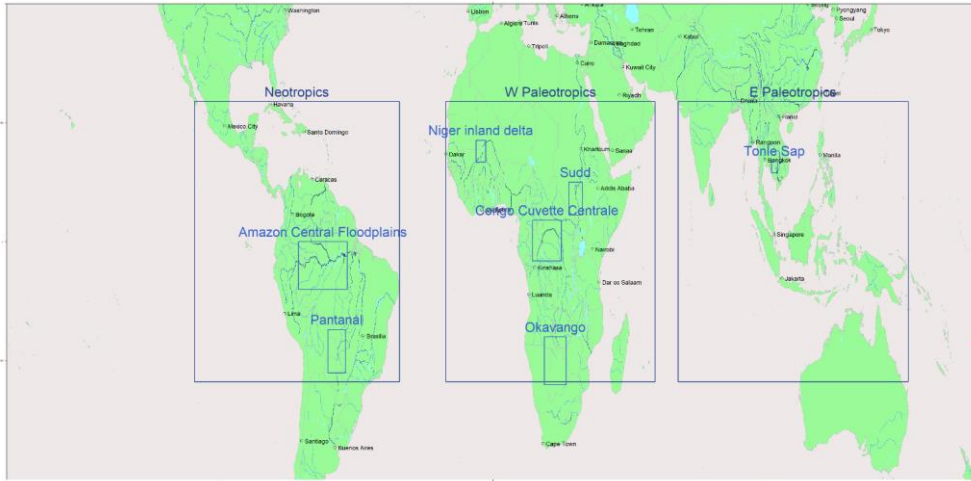 Washington
Lisbon
Algiers
Tunis
Athens
Ankara
Tehran
Damascus
Baghdad
Kabul
Pyongyang
Seoul
Tokyo
Tripoli
Cairo
Kuwait City
Neotropics
W Paleotropics
E Paleotropics
Riyadh
Dhaka
Havana
Hanoi
Mexico City
Santo Domingo
Niger inland delta
Khartoum
Sanaa
Rangoon
Tonle Sap
Dakar
Bangkok
Manila
Caracas
Sudd
Addis Ababa
Bogota
Congo Cuvette Centrale
Amazon Central Floodplains
Singapore
Nairobi
Kinshasa
Jakarta
Dar es Salaam
Luanda
Lima
Pantanal
Okavango
Brasilia
Santiago
Buenos Aires
Cape Town